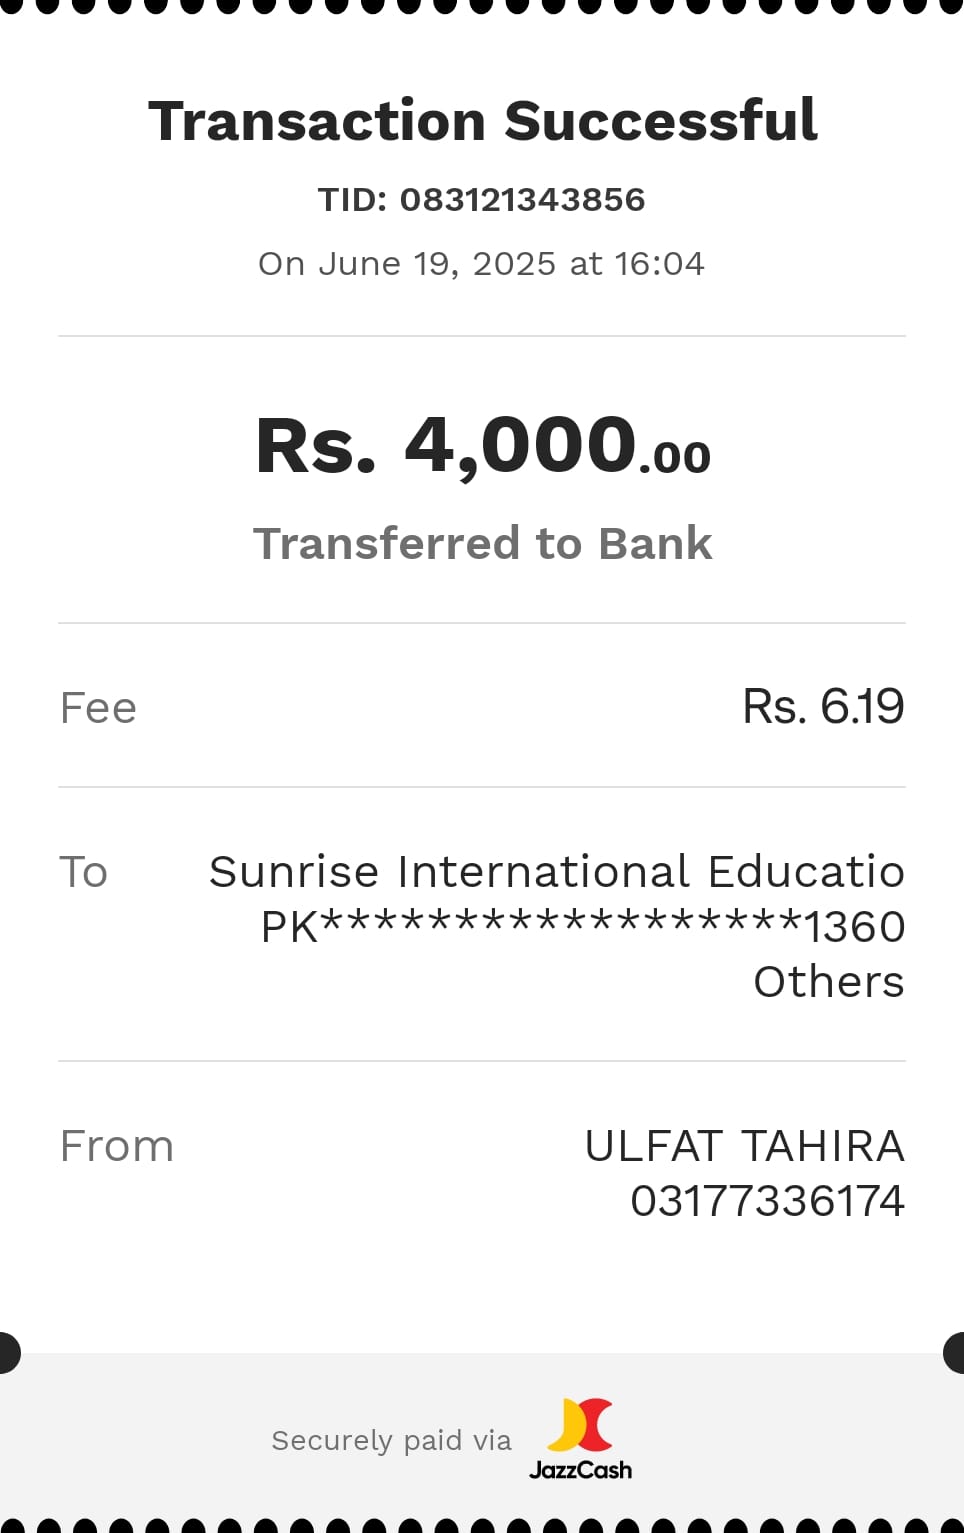 Transaction Successful
TID: 083121343856
On June 19, 2025 at 16:04
Rs. 4,000.00
Transferred to Bank
Fee Rs. 6.19
To Sunrise International Educatio
PK******************1360
Others
From ULFAT TAHIRA
03177336174
Securely paid via JazzCash